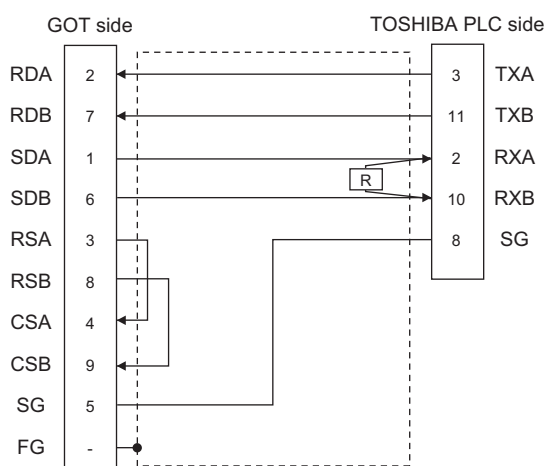 GOT side TOSHIBA PLC side
RDA 2 3 TXA
RDB 7 11 TXB
SDA 1 2 RXA
R
SDB 6 10 RXB
RSA 3 8 SG
RSB 8
CSA 4
CSB 9
SG 5
FG -